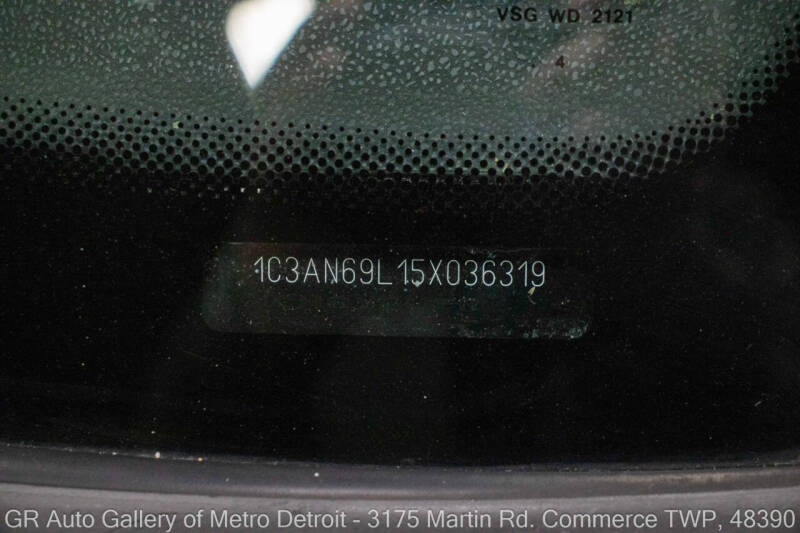 VSG WD 2121
4
1C3AN69L15X036319
GR Auto Gallery of Metro Detroit - 3175 Martin Rd. Commerce TWP, 48390